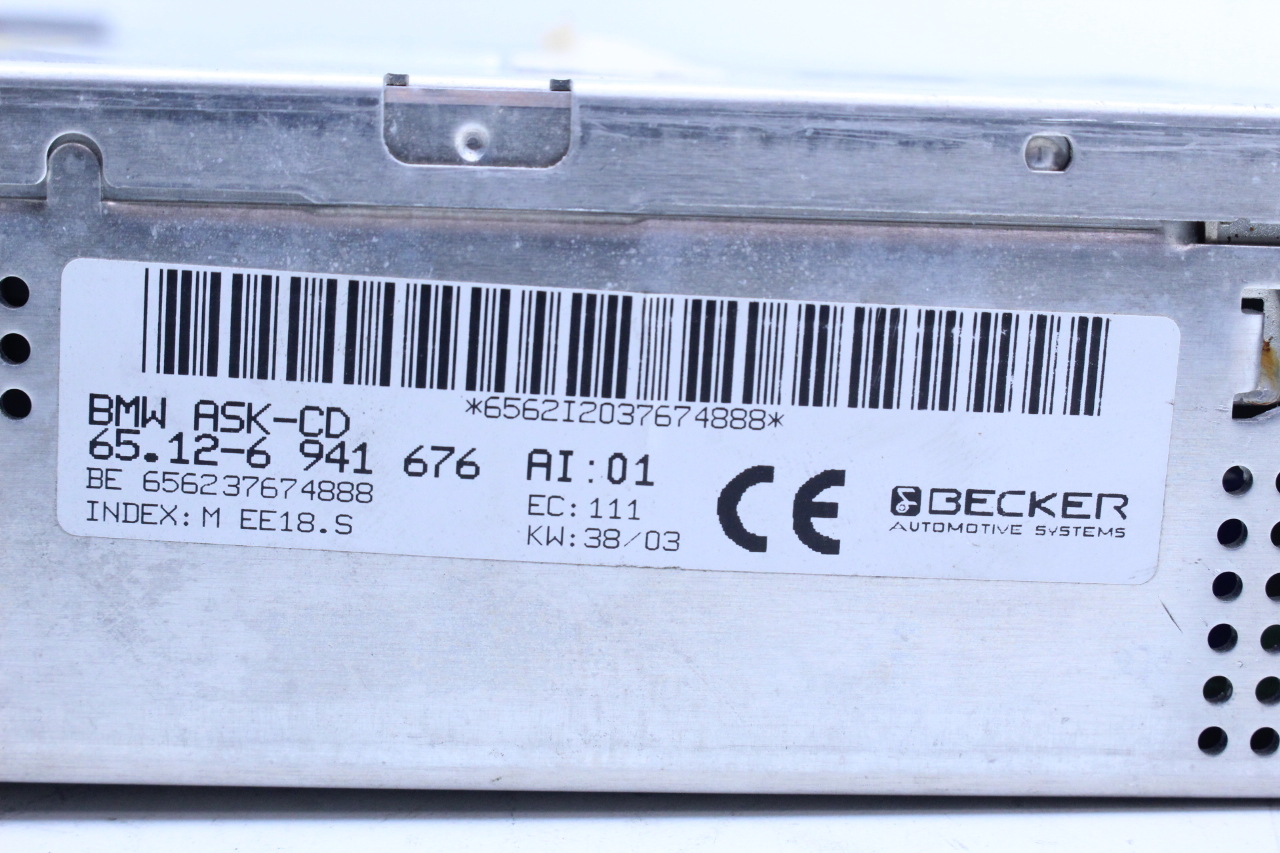 *6562I2037674888*
BMW ASK-CD
65.12-6 941 676 AI:01
BE 656237674888 EC:111
INDEX:M EE18.S KW:38/03
CE
BECKER
AUTOMOTIVE SYSTEMS